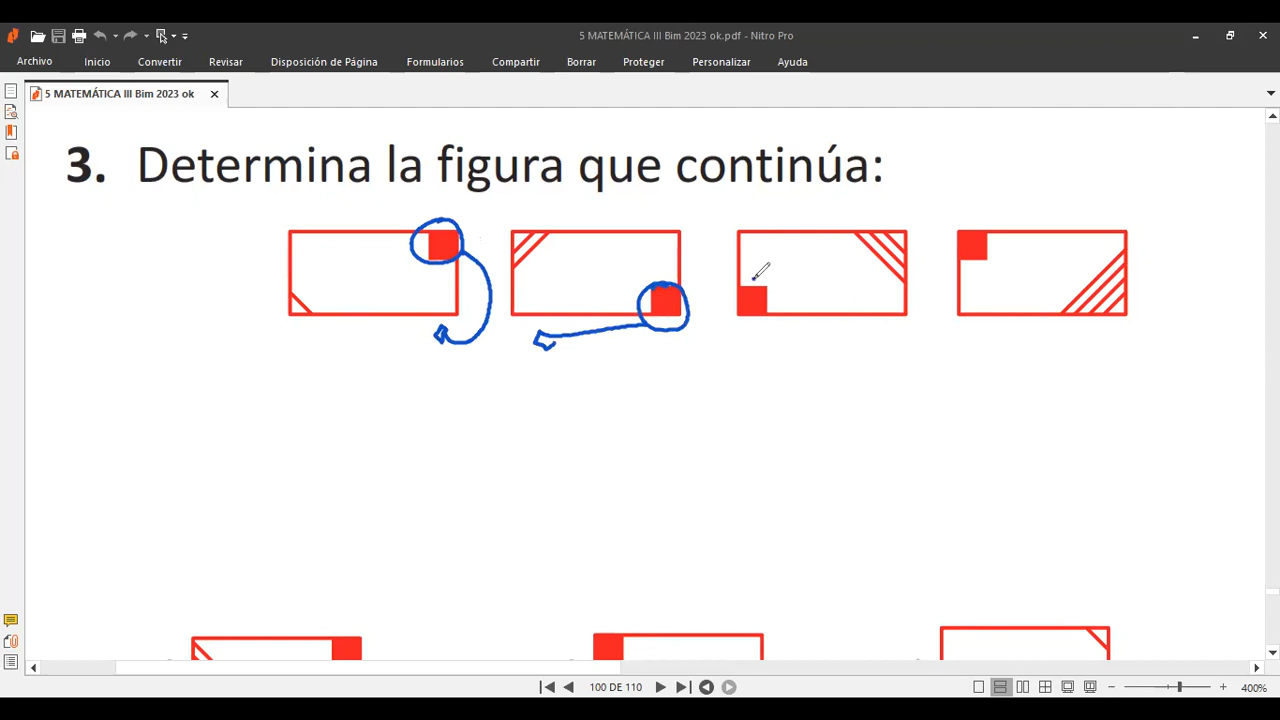 5 MATEMÁTICA III Bim 2023 ok.pdf - Nitro Pro
Archivo Inicio Convertir Revisar Disposición de Página Formularios Compartir Borrar Proteger Personalizar Ayuda
5 MATEMÁTICA III Bim 2023 ok
3. Determina la figura que continúa:
100 DE 110
400%